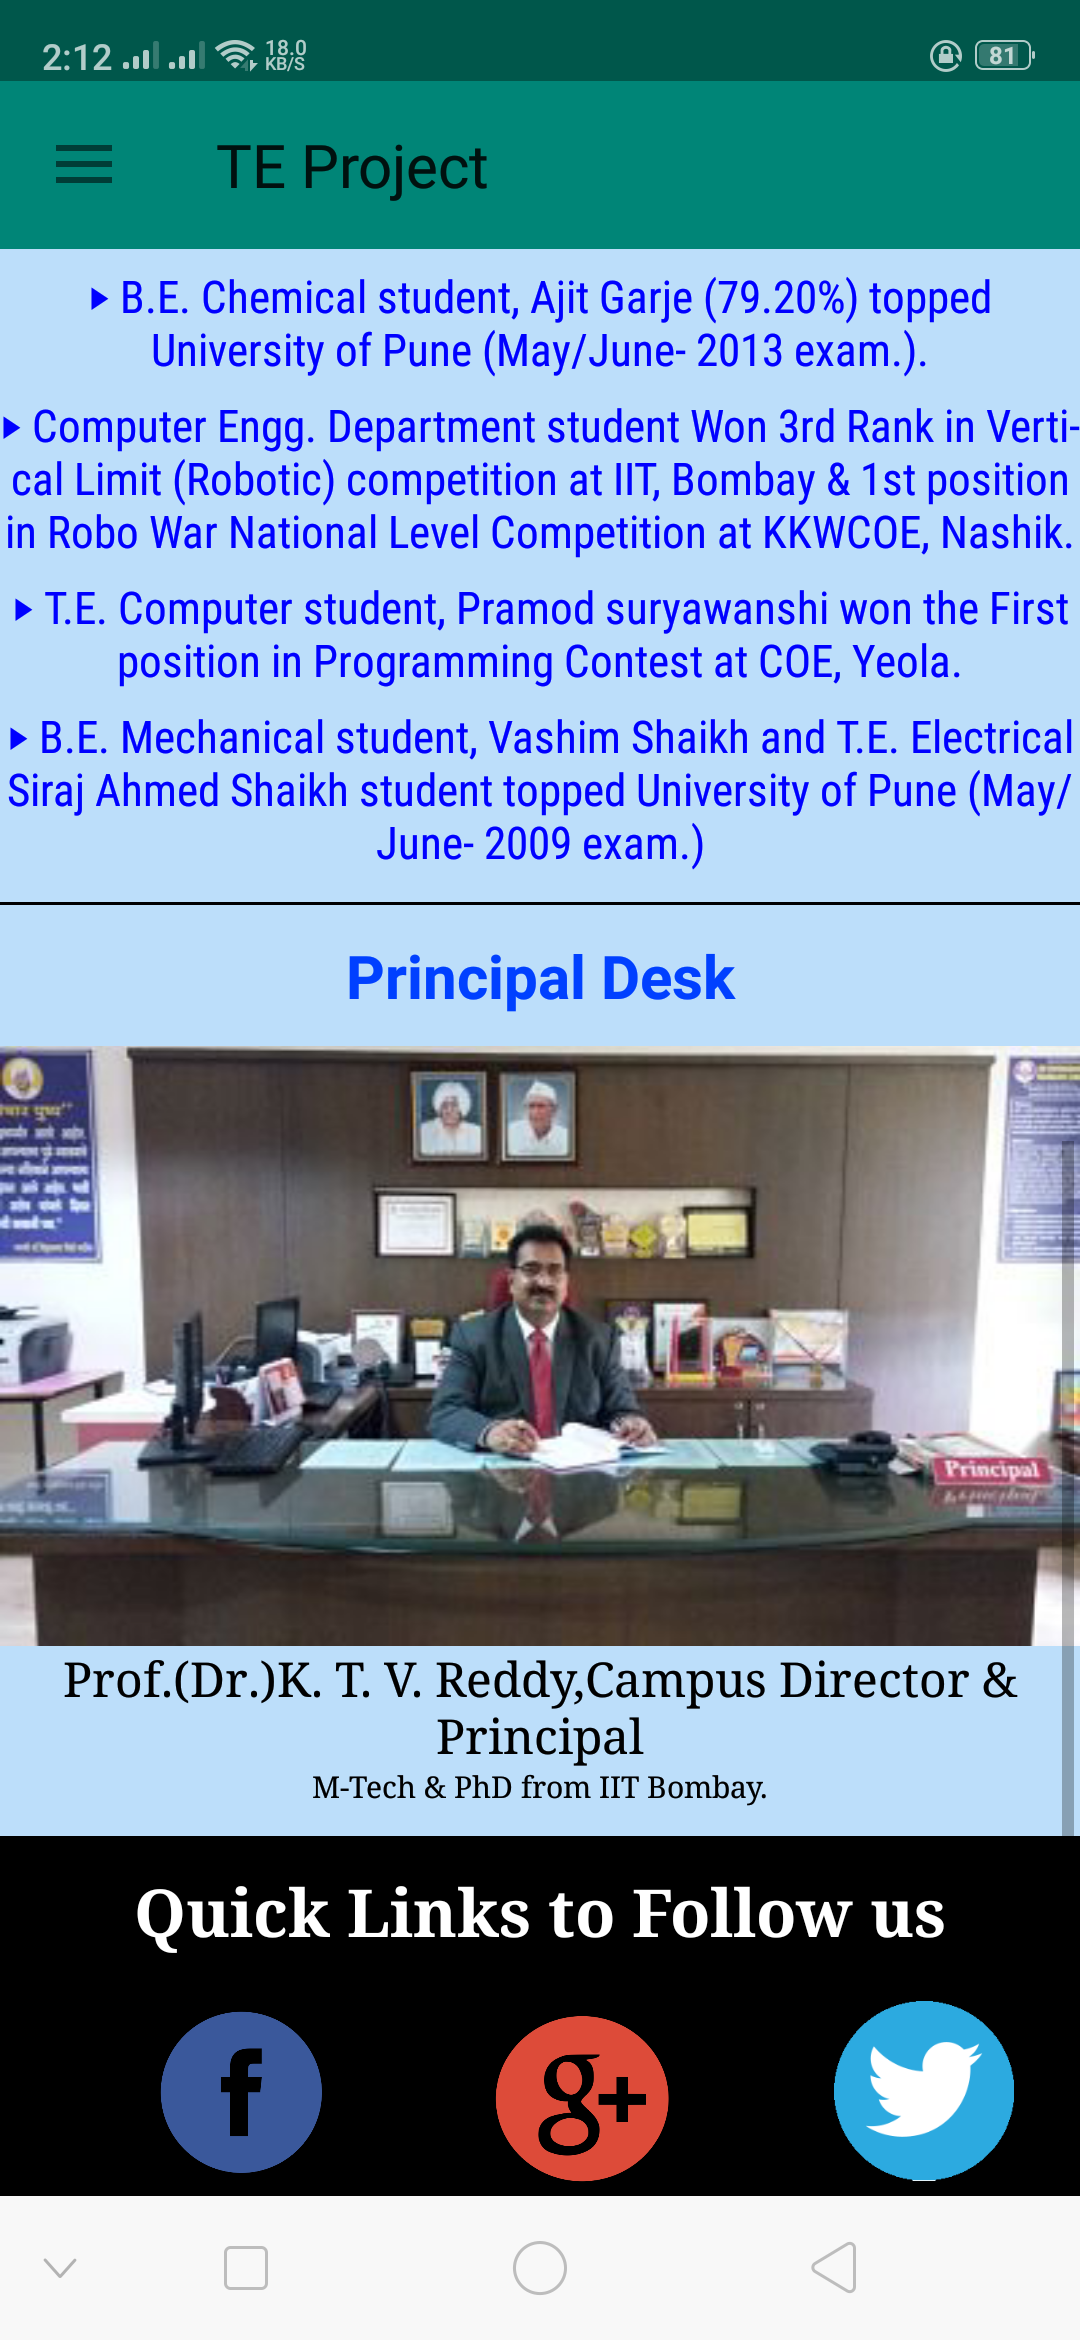 2:12
18.0
KB/S
81
TE Project
▶ B.E. Chemical student, Ajit Garje (79.20%) topped
University of Pune (May/June- 2013 exam.).
▶ Computer Engg. Department student Won 3rd Rank in Verti-
cal Limit (Robotic) competition at IIT, Bombay & 1st position
in Robo War National Level Competition at KKWCOE, Nashik.
▶ T.E. Computer student, Pramod suryawanshi won the First
position in Programming Contest at COE, Yeola.
▶ B.E. Mechanical student, Vashim Shaikh and T.E. Electrical
Siraj Ahmed Shaikh student topped University of Pune (May/
June- 2009 exam.)
Principal Desk
Principal
Prof.(Dr.)K. T. V. Reddy,Campus Director &
Principal
M-Tech & PhD from IIT Bombay.
Quick Links to Follow us
f
g+